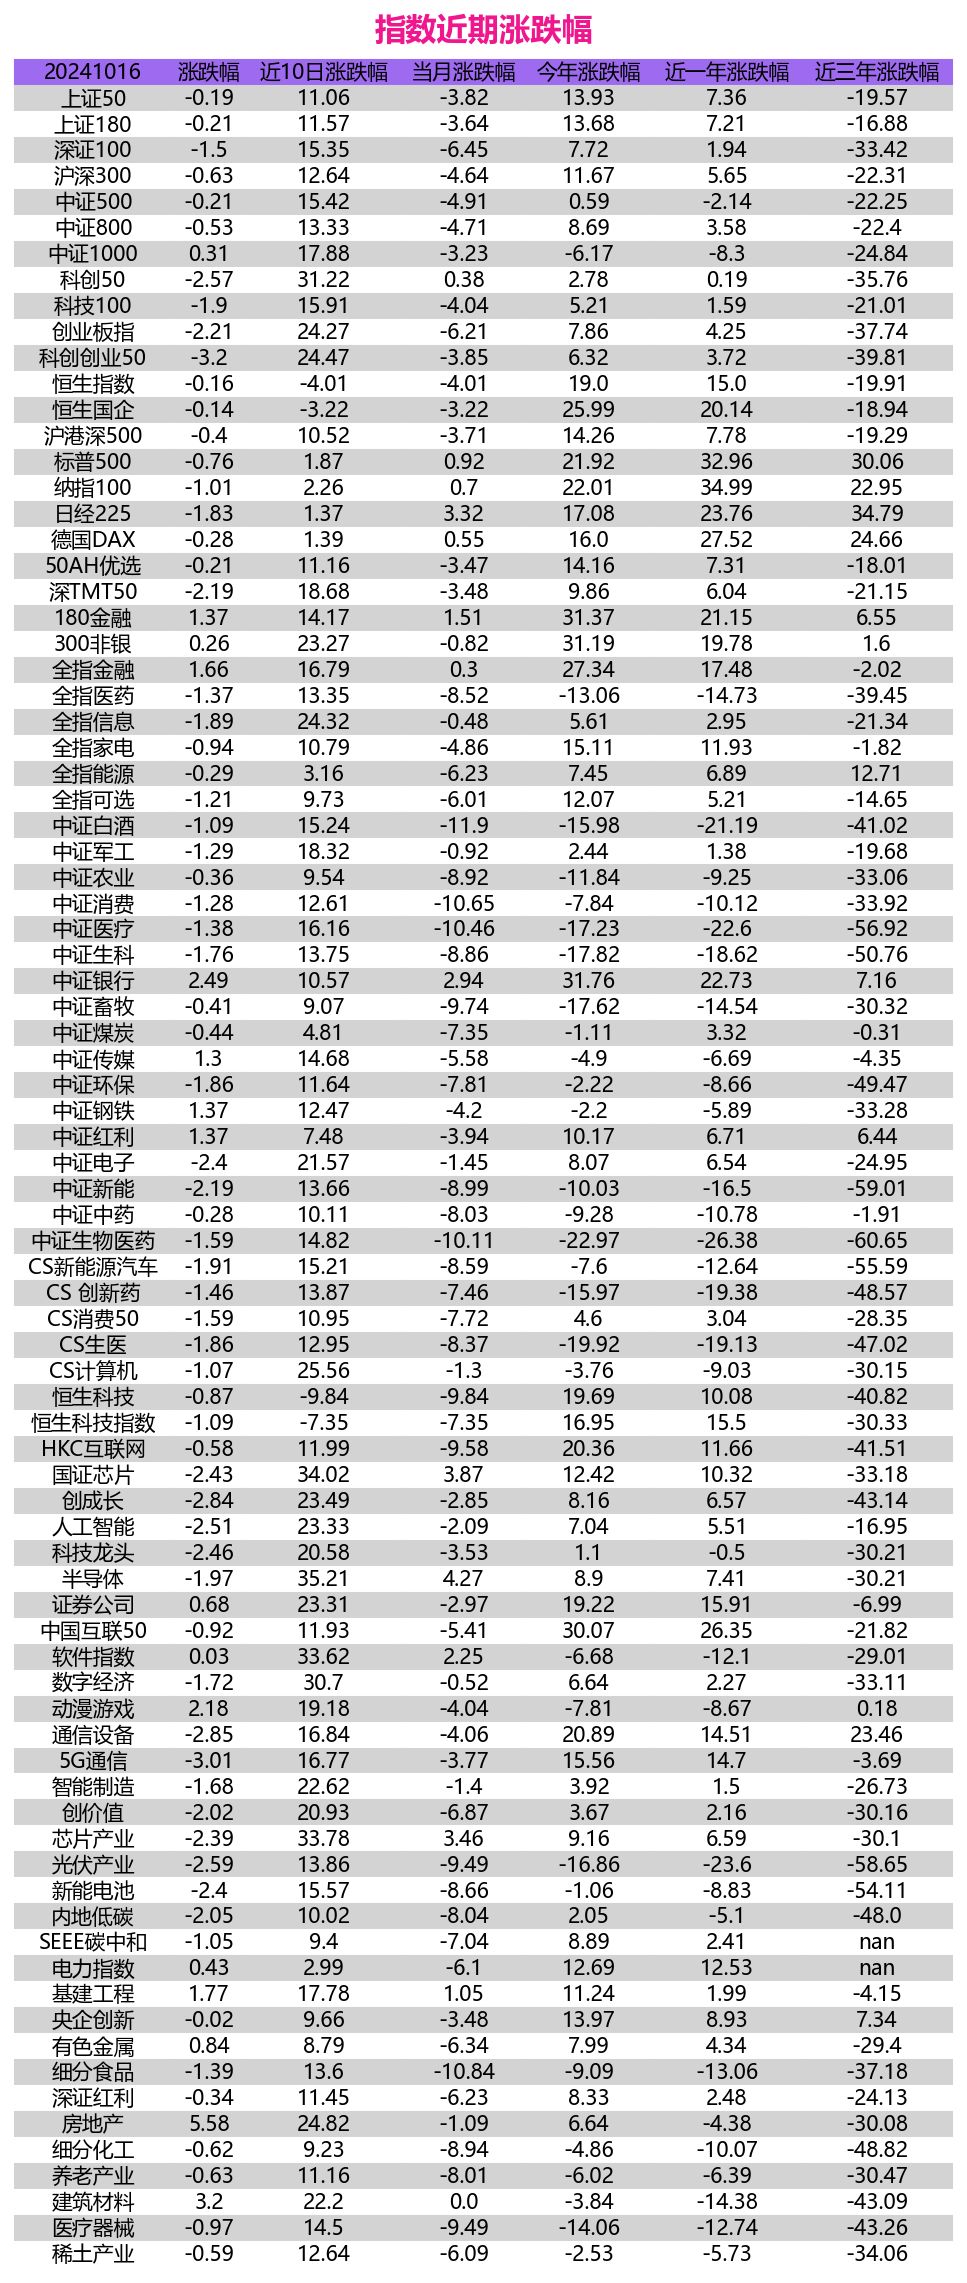 指数近期涨跌幅
20241016 涨跌幅 近10日涨跌幅 当月涨跌幅 今年涨跌幅 近一年涨跌幅 近三年涨跌幅
上证50 -0.19 11.06 -3.82 13.93 7.36 -19.57
上证180 -0.21 11.57 -3.64 13.68 7.21 -16.88
深证100 -1.5 15.35 -6.45 7.72 1.94 -33.42
沪深300 -0.63 12.64 -4.64 11.67 5.65 -22.31
中证500 -0.21 15.42 -4.91 0.59 -2.14 -22.25
中证800 -0.53 13.33 -4.71 8.69 3.58 -22.4
中证1000 0.31 17.88 -3.23 -6.17 -8.3 -24.84
科创50 -2.57 31.22 0.38 2.78 0.19 -35.76
科技100 -1.9 15.91 -4.04 5.21 1.59 -21.01
创业板指 -2.21 24.27 -6.21 7.86 4.25 -37.74
科创创业50 -3.2 24.47 -3.85 6.32 3.72 -39.81
恒生指数 -0.16 -4.01 -4.01 19.0 15.0 -19.91
恒生国企 -0.14 -3.22 -3.22 25.99 20.14 -18.94
沪港深500 -0.4 10.52 -3.71 14.26 7.78 -19.29
标普500 -0.76 1.87 0.92 21.92 32.96 30.06
纳指100 -1.01 2.26 0.7 22.01 34.99 22.95
日经225 -1.83 1.37 3.32 17.08 23.76 34.79
德国DAX -0.28 1.39 0.55 16.0 27.52 24.66
50AH优选 -0.21 11.16 -3.47 14.16 7.31 -18.01
深TMT50 -2.19 18.68 -3.48 9.86 6.04 -21.15
180金融 1.37 14.17 1.51 31.37 21.15 6.55
300非银 0.26 23.27 -0.82 31.19 19.78 1.6
全指金融 1.66 16.79 0.3 27.34 17.48 -2.02
全指医药 -1.37 13.35 -8.52 -13.06 -14.73 -39.45
全指信息 -1.89 24.32 -0.48 5.61 2.95 -21.34
全指家电 -0.94 10.79 -4.86 15.11 11.93 -1.82
全指能源 -0.29 3.16 -6.23 7.45 6.89 12.71
全指可选 -1.21 9.73 -6.01 12.07 5.21 -14.65
中证白酒 -1.09 15.24 -11.9 -15.98 -21.19 -41.02
中证军工 -1.29 18.32 -0.92 2.44 1.38 -19.68
中证农业 -0.36 9.54 -8.92 -11.84 -9.25 -33.06
中证消费 -1.28 12.61 -10.65 -7.84 -10.12 -33.92
中证医疗 -1.38 16.16 -10.46 -17.23 -22.6 -56.92
中证生科 -1.76 13.75 -8.86 -17.82 -18.62 -50.76
中证银行 2.49 10.57 2.94 31.76 22.73 7.16
中证畜牧 -0.41 9.07 -9.74 -17.62 -14.54 -30.32
中证煤炭 -0.44 4.81 -7.35 -1.11 3.32 -0.31
中证传媒 1.3 14.68 -5.58 -4.9 -6.69 -4.35
中证环保 -1.86 11.64 -7.81 -2.22 -8.66 -49.47
中证钢铁 1.37 12.47 -4.2 -2.2 -5.89 -33.28
中证红利 1.37 7.48 -3.94 10.17 6.71 6.44
中证电子 -2.4 21.57 -1.45 8.07 6.54 -24.95
中证新能 -2.19 13.66 -8.99 -10.03 -16.5 -59.01
中证中药 -0.28 10.11 -8.03 -9.28 -10.78 -1.91
中证生物医药 -1.59 14.82 -10.11 -22.97 -26.38 -60.65
CS新能源汽车 -1.91 15.21 -8.59 -7.6 -12.64 -55.59
CS 创新药 -1.46 13.87 -7.46 -15.97 -19.38 -48.57
CS消费50 -1.59 10.95 -7.72 4.6 3.04 -28.35
CS生医 -1.86 12.95 -8.37 -19.92 -19.13 -47.02
CS计算机 -1.07 25.56 -1.3 -3.76 -9.03 -30.15
恒生科技 -0.87 -9.84 -9.84 19.69 10.08 -40.82
恒生科技指数 -1.09 -7.35 -7.35 16.95 15.5 -30.33
HKC互联网 -0.58 11.99 -9.58 20.36 11.66 -41.51
国证芯片 -2.43 34.02 3.87 12.42 10.32 -33.18
创成长 -2.84 23.49 -2.85 8.16 6.57 -43.14
人工智能 -2.51 23.33 -2.09 7.04 5.51 -16.95
科技龙头 -2.46 20.58 -3.53 1.1 -0.5 -30.21
半导体 -1.97 35.21 4.27 8.9 7.41 -30.21
证券公司 0.68 23.31 -2.97 19.22 15.91 -6.99
中国互联50 -0.92 11.93 -5.41 30.07 26.35 -21.82
软件指数 0.03 33.62 2.25 -6.68 -12.1 -29.01
数字经济 -1.72 30.7 -0.52 6.64 2.27 -33.11
动漫游戏 2.18 19.18 -4.04 -7.81 -8.67 0.18
通信设备 -2.85 16.84 -4.06 20.89 14.51 23.46
5G通信 -3.01 16.77 -3.77 15.56 14.7 -3.69
智能制造 -1.68 22.62 -1.4 3.92 1.5 -26.73
创价值 -2.02 20.93 -6.87 3.67 2.16 -30.16
芯片产业 -2.39 33.78 3.46 9.16 6.59 -30.1
光伏产业 -2.59 13.86 -9.49 -16.86 -23.6 -58.65
新能电池 -2.4 15.57 -8.66 -1.06 -8.83 -54.11
内地低碳 -2.05 10.02 -8.04 2.05 -5.1 -48.0
SEEE碳中和 -1.05 9.4 -7.04 8.89 2.41 nan
电力指数 0.43 2.99 -6.1 12.69 12.53 nan
基建工程 1.77 17.78 1.05 11.24 1.99 -4.15
央企创新 -0.02 9.66 -3.48 13.97 8.93 7.34
有色金属 0.84 8.79 -6.34 7.99 4.34 -29.4
细分食品 -1.39 13.6 -10.84 -9.09 -13.06 -37.18
深证红利 -0.34 11.45 -6.23 8.33 2.48 -24.13
房地产 5.58 24.82 -1.09 6.64 -4.38 -30.08
细分化工 -0.62 9.23 -8.94 -4.86 -10.07 -48.82
养老产业 -0.63 11.16 -8.01 -6.02 -6.39 -30.47
建筑材料 3.2 22.2 0.0 -3.84 -14.38 -43.09
医疗器械 -0.97 14.5 -9.49 -14.06 -12.74 -43.26
稀土产业 -0.59 12.64 -6.09 -2.53 -5.73 -34.06